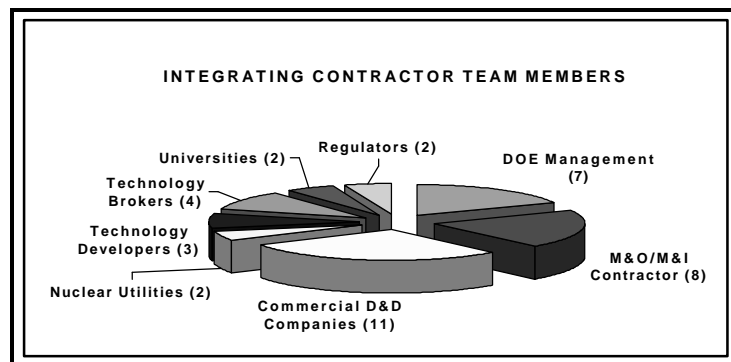 INTEGRATING CONTRACTOR TEAM MEMBERS
Regulators (2)
DOE Management
(7)
Universities (2)
Technology
Brokers (4)
Technology
Developers (3)
M&O/M&I
Contractor (8)
Nuclear Utilities (2)
Commercial D&D
Companies (11)